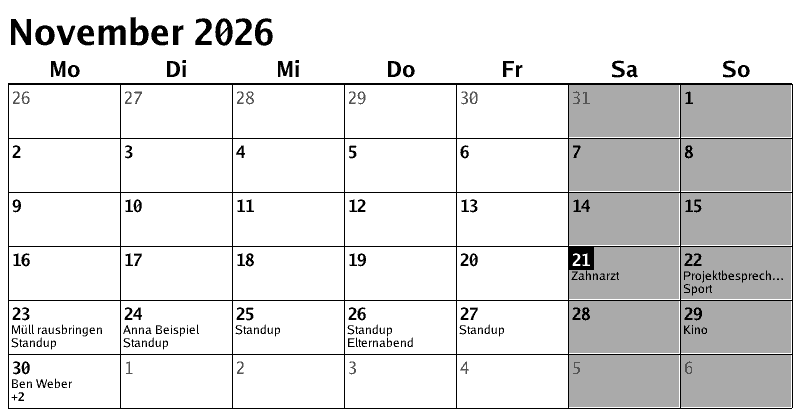 November 2026
Mo Di Mi Do Fr Sa So
26 27 28 29 30 31 1
2 3 4 5 6 7 8
9 10 11 12 13 14 15
16 17 18 19 20 21 22
Zahnarzt Projektbesprech...
Sport
23 24 25 26 27 28 29
Müll rausbringen Anna Beispiel Standup Standup Standup Kino
Standup Standup Elternabend
30 1 2 3 4 5 6
Ben Weber
+2